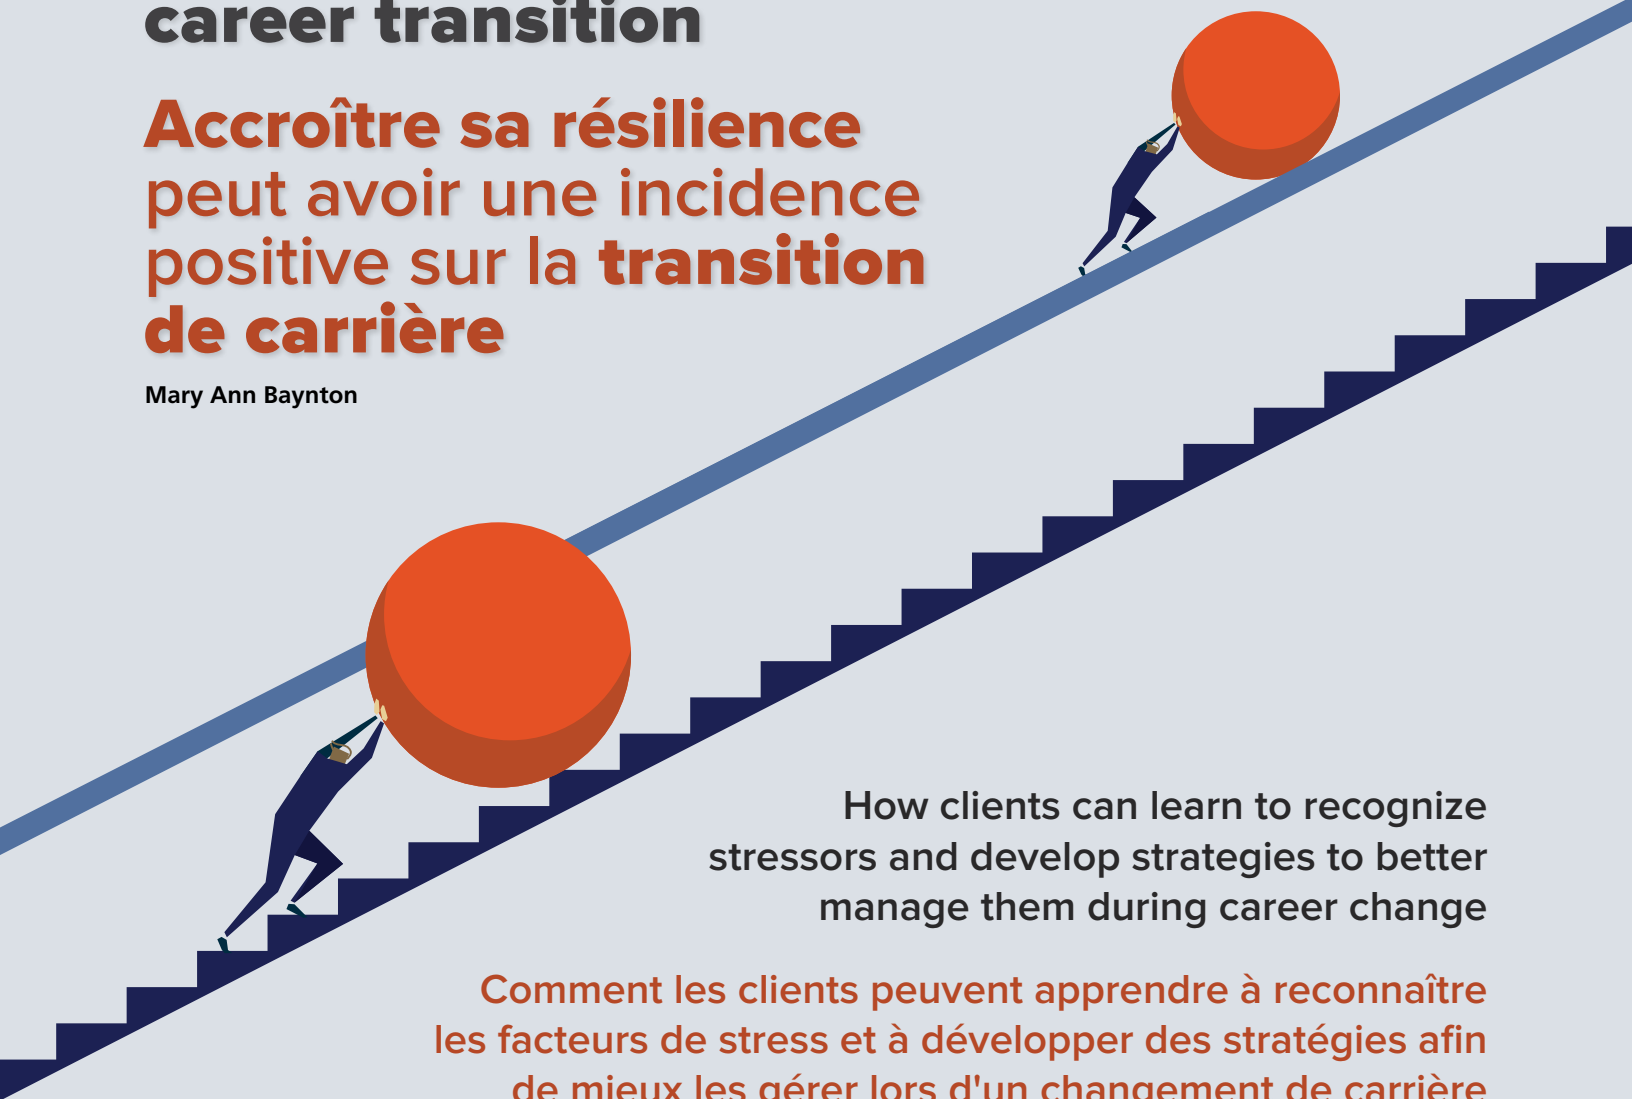 career transition
Accroître sa résilience
peut avoir une incidence
positive sur la transition
de carrière
Mary Ann Baynton
How clients can learn to recognize
stressors and develop strategies to better
manage them during career change
Comment les clients peuvent apprendre à reconnaître
les facteurs de stress et à développer des stratégies afin
de mieux les gérer lors d'un changement de carrière